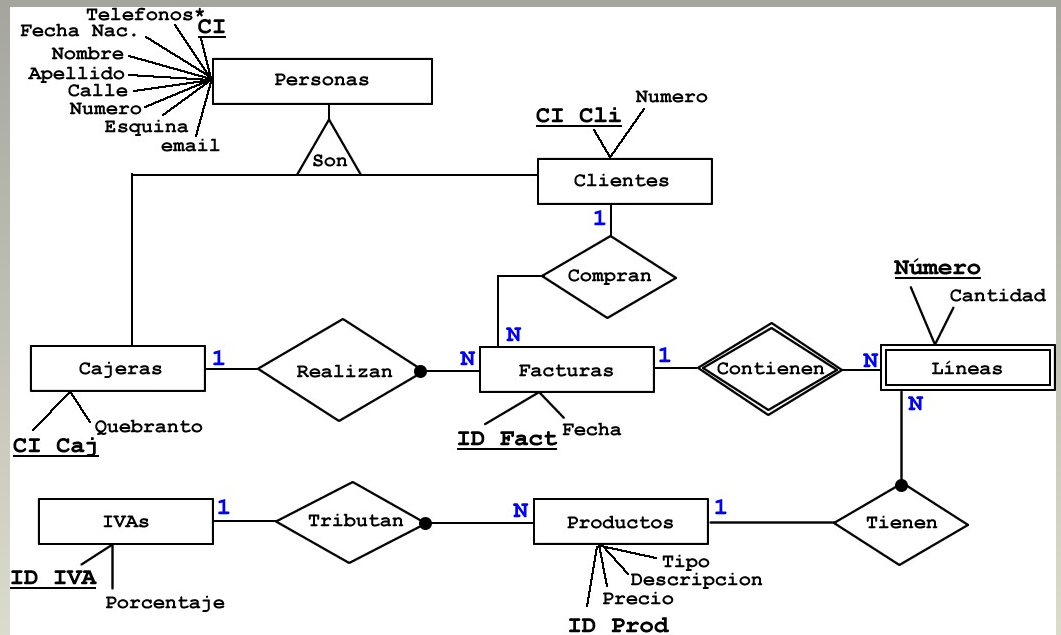 Telefonos*
CI
Fecha Nac.
Nombre
Apellido
Calle
Numero
Esquina
email
Personas
Son
CI Cli
Numero
Clientes
1
Compran
N
Número
Cantidad
Cajeras
1
Realizan
N
Facturas
1
Contienen
N
Líneas
N
CI Caj
Quebranto
ID Fact
Fecha
IVAs
1
Tributan
N
Productos
1
Tienen
ID IVA
Porcentaje
Tipo
Descripcion
Precio
ID Prod